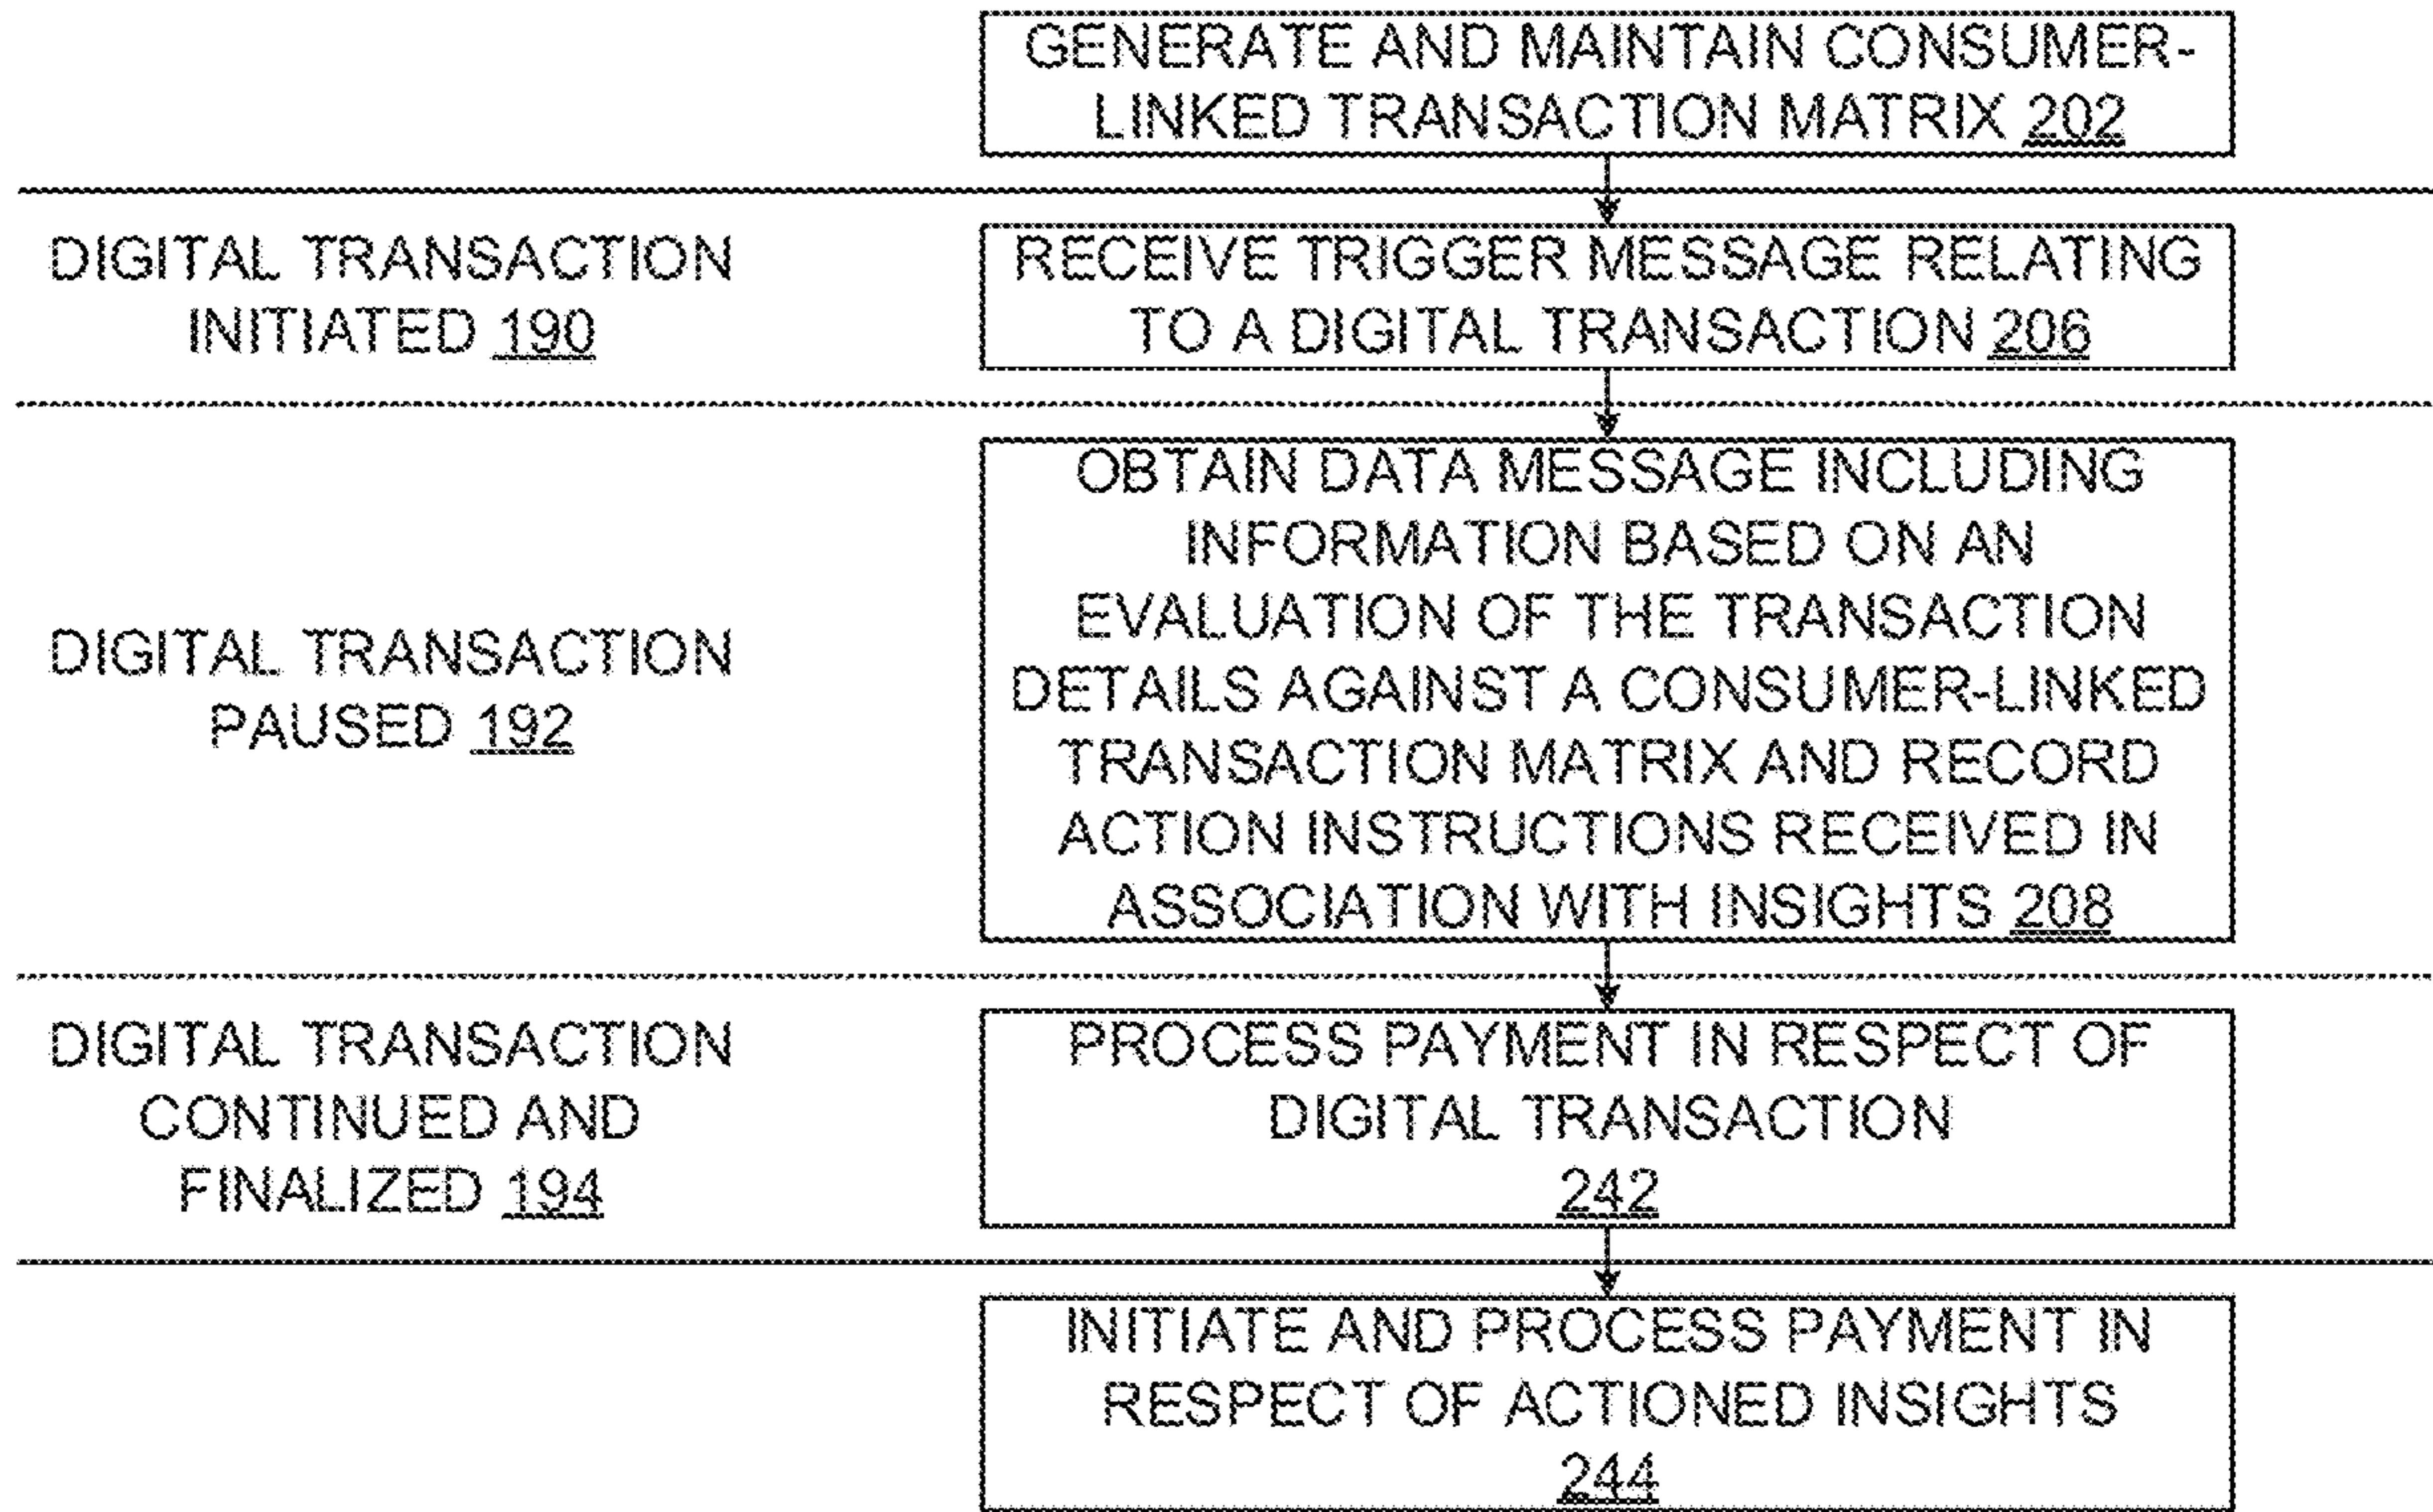 GENERATE AND MAINTAIN CONSUMER-
LINKED TRANSACTION MATRIX 202
DIGITAL TRANSACTION
INITIATED 190
RECEIVE TRIGGER MESSAGE RELATING
TO A DIGITAL TRANSACTION 206
DIGITAL TRANSACTION
PAUSED 192
OBTAIN DATA MESSAGE INCLUDING
INFORMATION BASED ON AN
EVALUATION OF THE TRANSACTION
DETAILS AGAINST A CONSUMER-LINKED
TRANSACTION MATRIX AND RECORD
ACTION INSTRUCTIONS RECEIVED IN
ASSOCIATION WITH INSIGHTS 208
DIGITAL TRANSACTION
CONTINUED AND
FINALIZED 194
PROCESS PAYMENT IN RESPECT OF
DIGITAL TRANSACTION
242
INITIATE AND PROCESS PAYMENT IN
RESPECT OF ACTIONED INSIGHTS
244